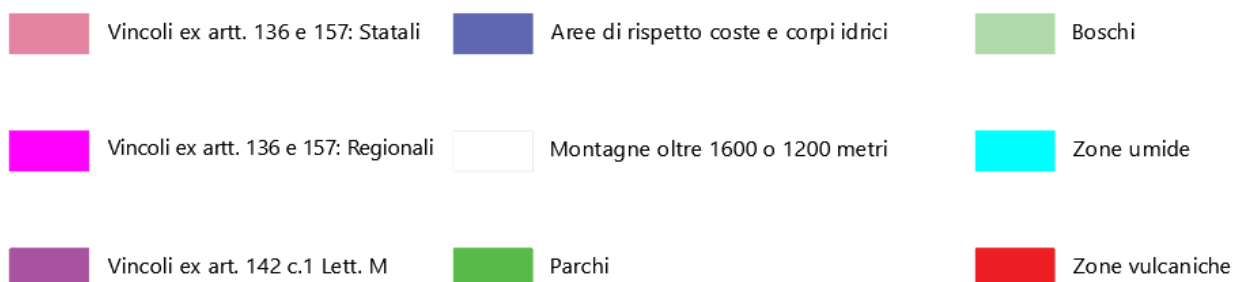 Vincoli ex artt. 136 e 157: Statali
Aree di rispetto coste e corpi idrici
Boschi
Vincoli ex artt. 136 e 157: Regionali
Montagne oltre 1600 o 1200 metri
Zone umide
Vincoli ex art. 142 c.1 Lett. M
Parchi
Zone vulcaniche